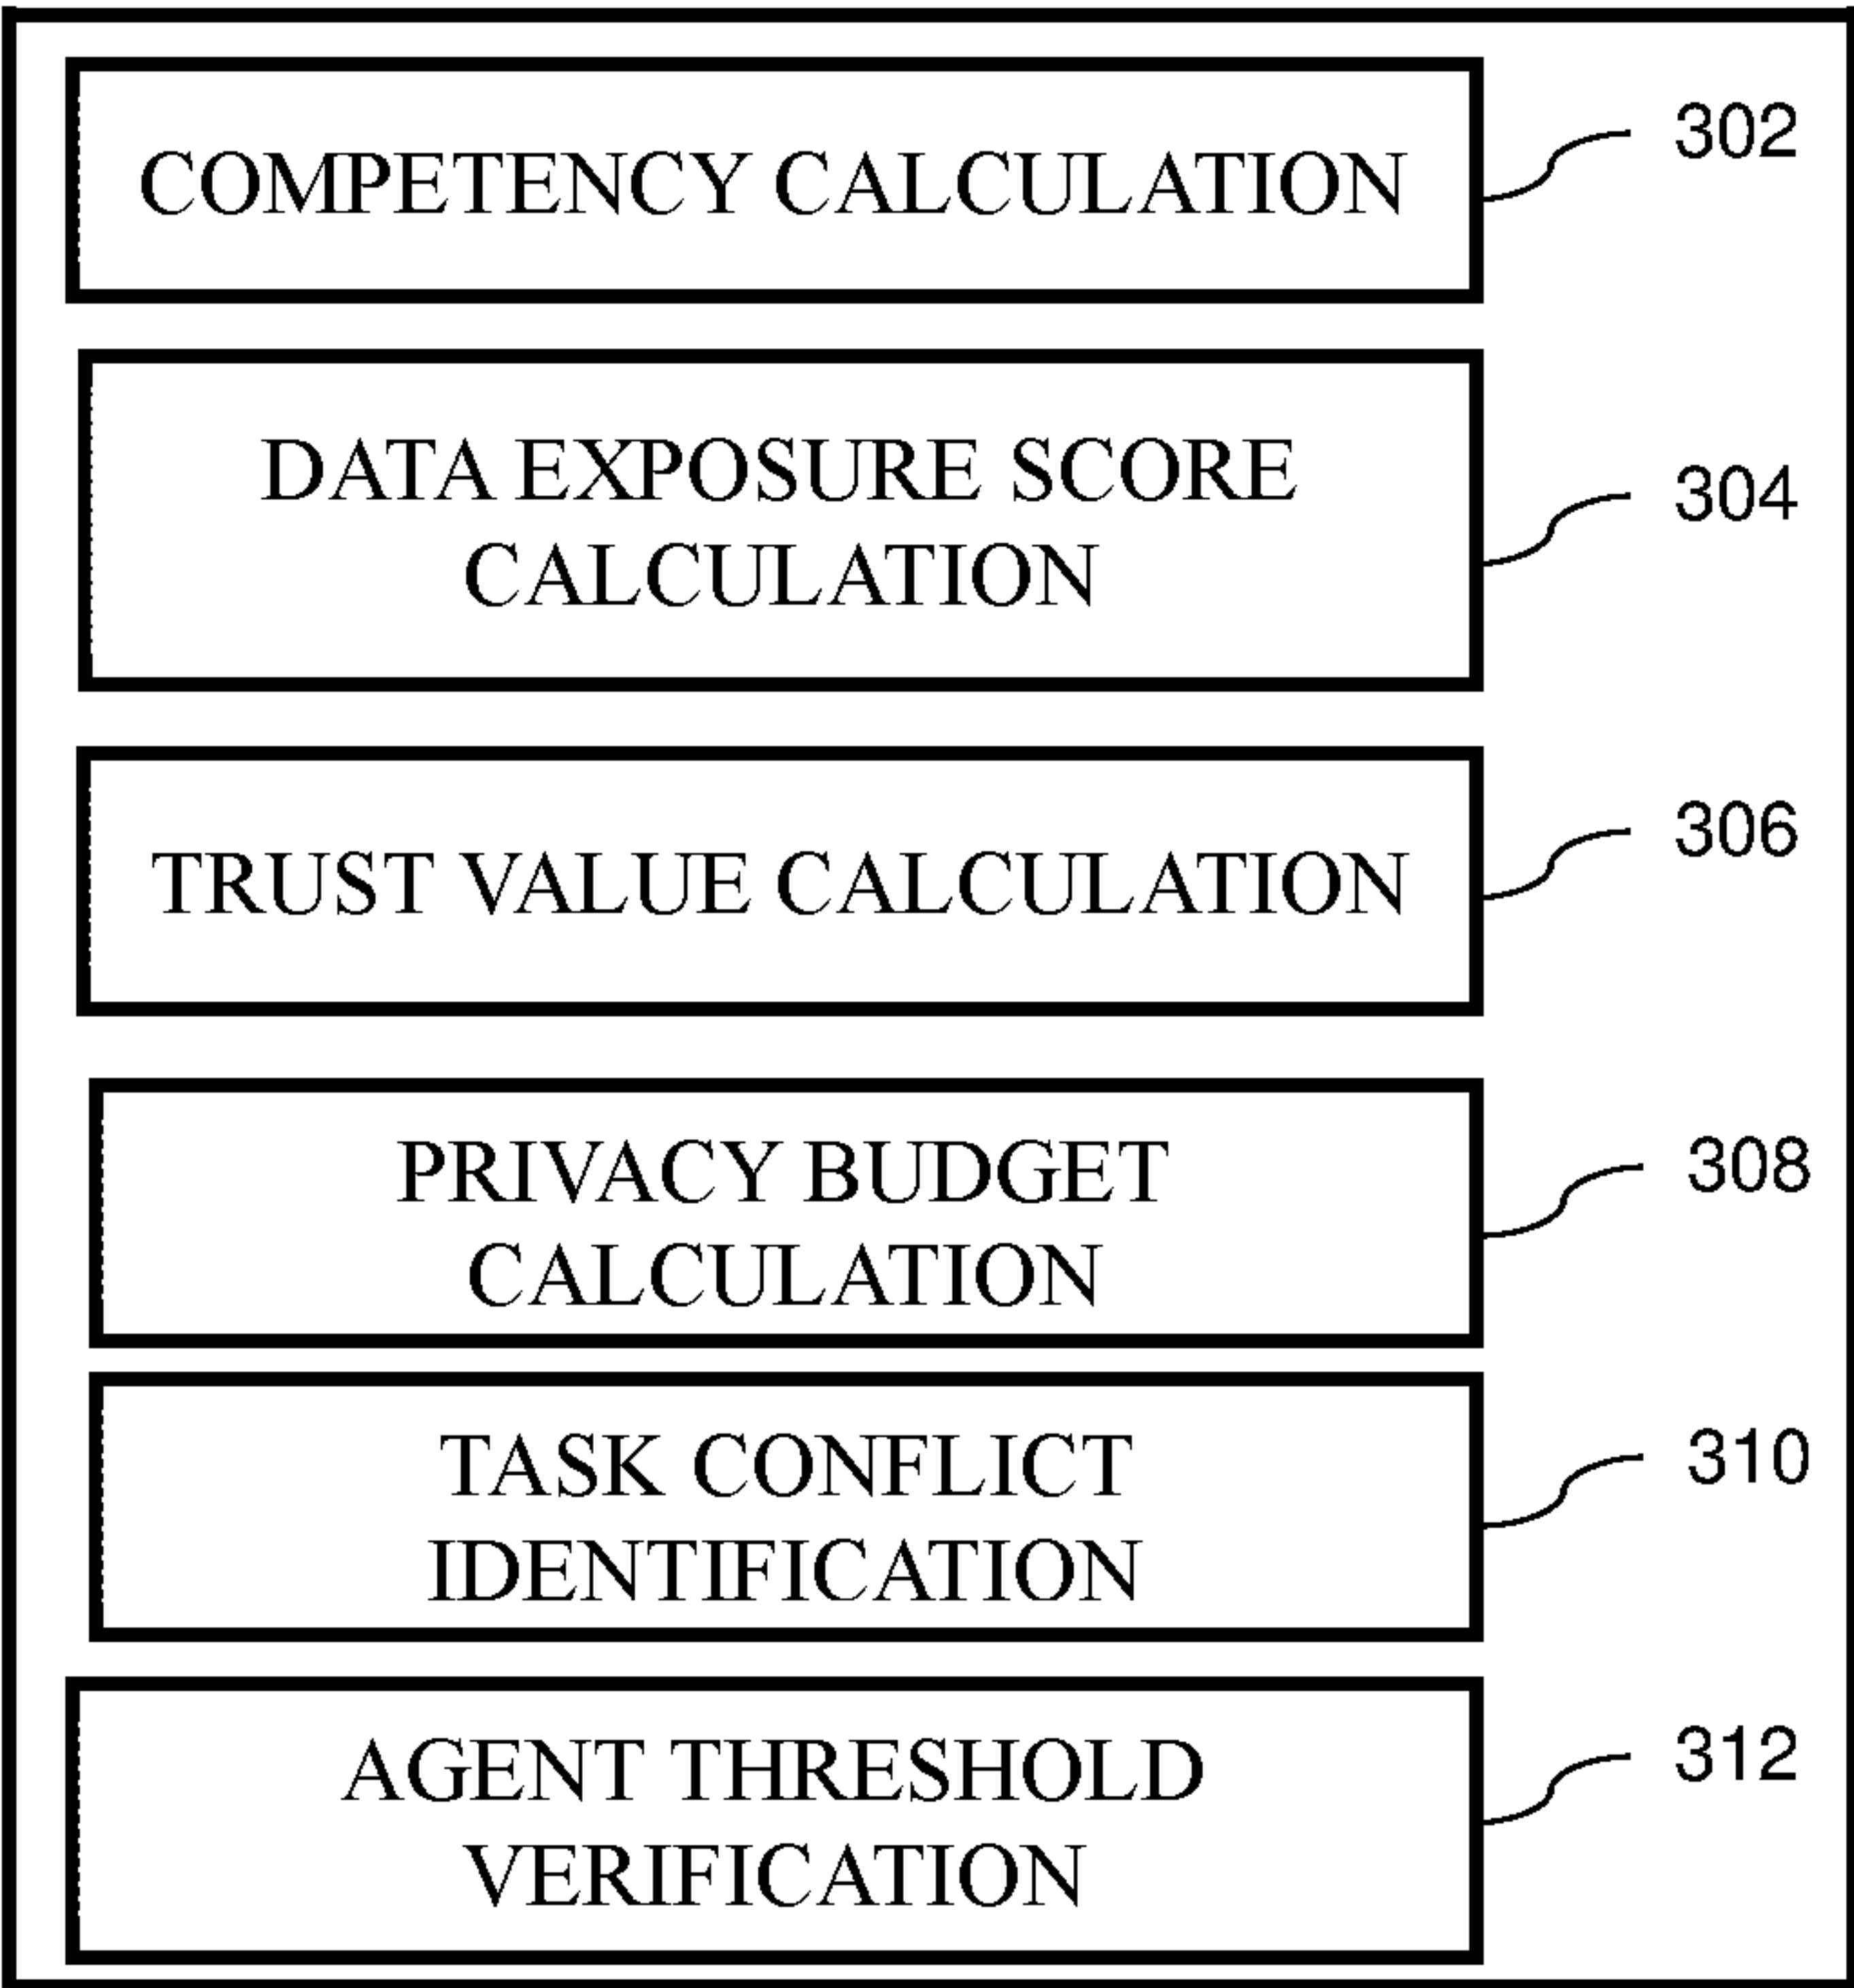 COMPETENCY CALCULATION
302
DATA EXPOSURE SCORE
CALCULATION
304
TRUST VALUE CALCULATION
306
PRIVACY BUDGET
CALCULATION
308
TASK CONFLICT
IDENTIFICATION
310
AGENT THRESHOLD
VERIFICATION
312